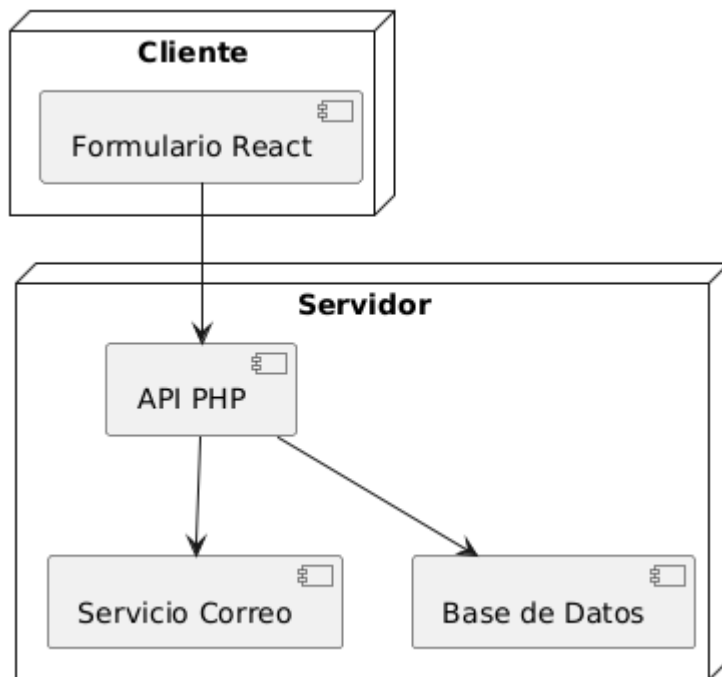 Cliente
Formulario React
Servidor
API PHP
Servicio Correo
Base de Datos